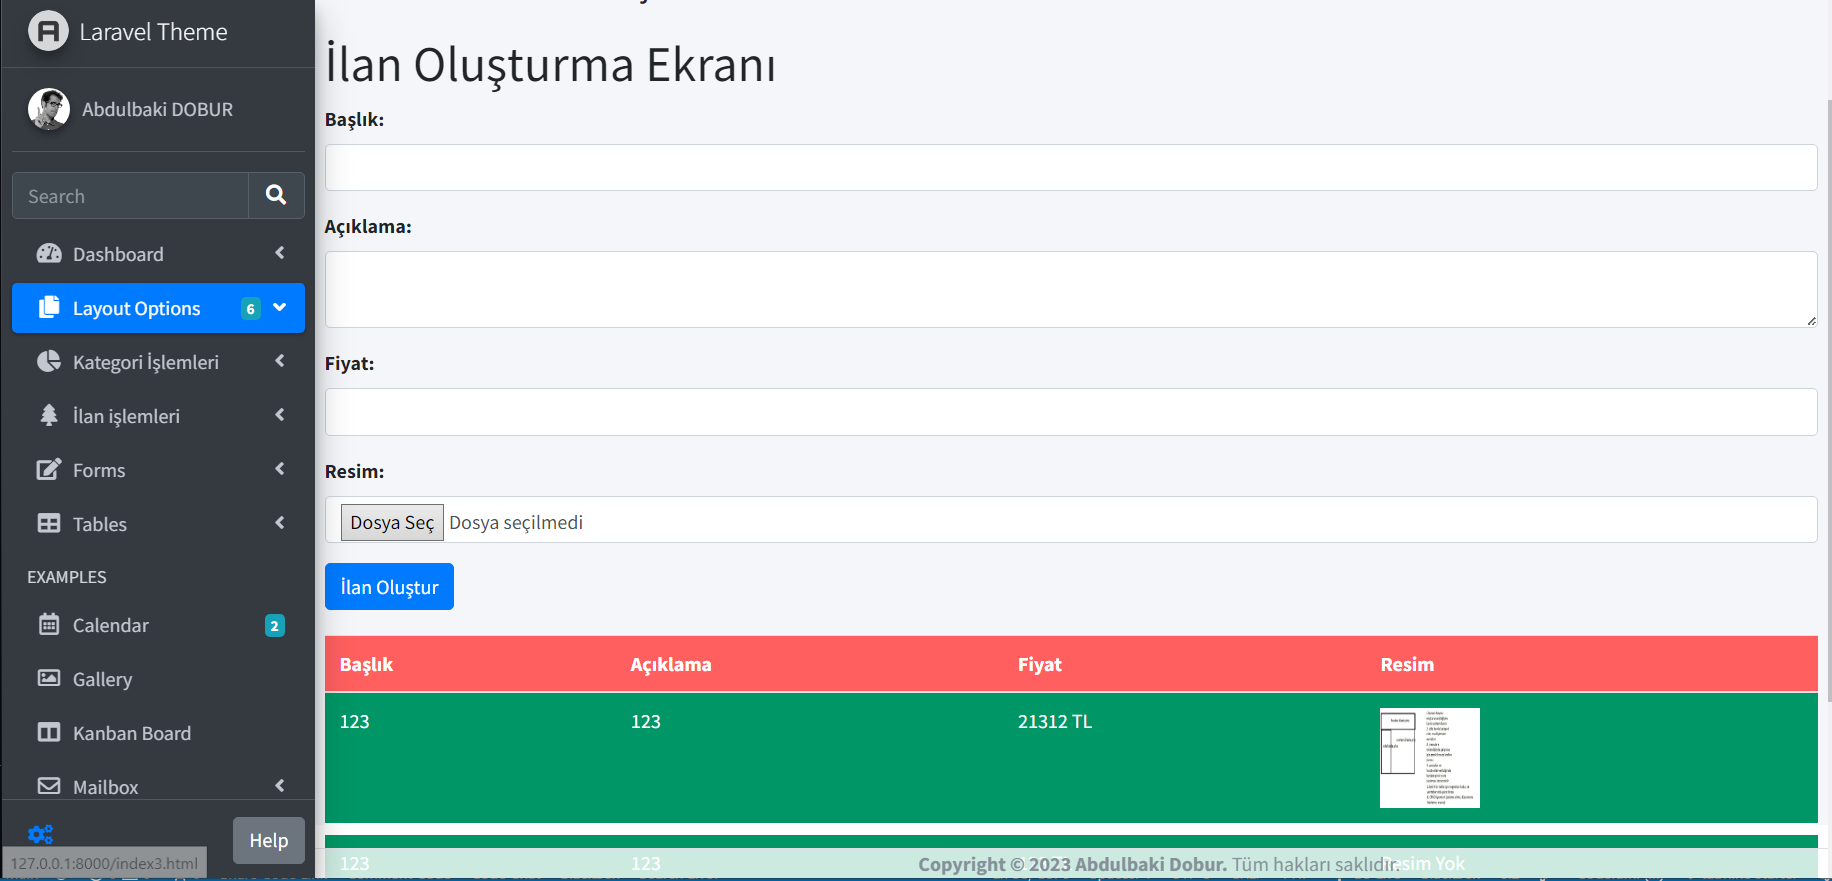 Laravel Theme
Abdulbaki DOBUR
Search
Dashboard
Layout Options 6
Kategori İşlemleri
İlan işlemleri
Forms
Tables
EXAMPLES
Calendar 2
Gallery
Kanban Board
Mailbox
Help
127.0.0.1:8000/index3.html
İlan Oluşturma Ekranı
Başlık:
Açıklama:
Fiyat:
Resim:
Dosya Seç Dosya seçilmedi
İlan Oluştur
Başlık Açıklama Fiyat Resim
123 123 21312 TL
123 123 Resim Yok
Copyright © 2023 Abdulbaki Dobur. Tüm hakları saklıdır.